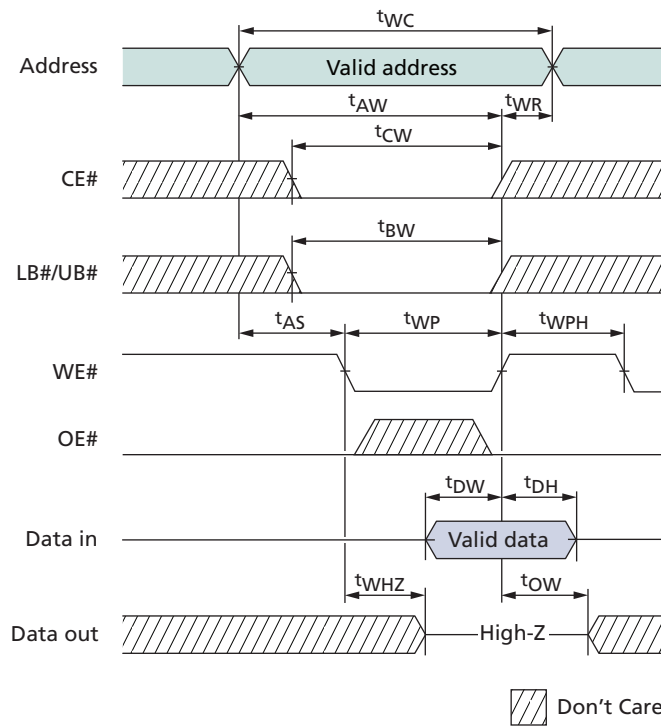 tWC
Address
Valid address
tAW
tWR
tCW
CE#
tBW
LB#/UB#
tAS
tWP
tWPH
WE#
OE#
tDW
tDH
Data in
Valid data
tWHZ
tOW
Data out
High-Z
Don't Care